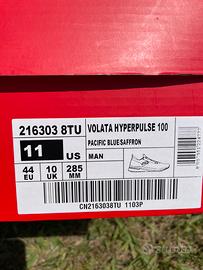 216303 8TU
VOLATA HYPERPULSE 100
PACIFIC BLUE/SAFFRON
11 US
MAN
44 EU
10 UK
285 MM
CN2163038TU 1103P